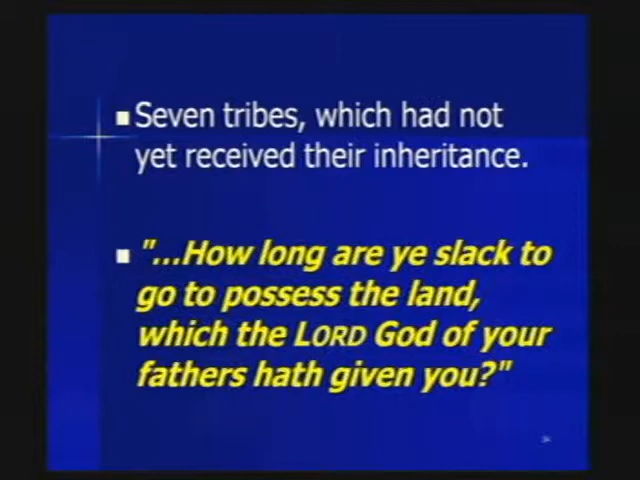 Seven tribes, which had not
yet received their inheritance.
"...How long are ye slack to
go to possess the land,
which the LORD God of your
fathers hath given you?"